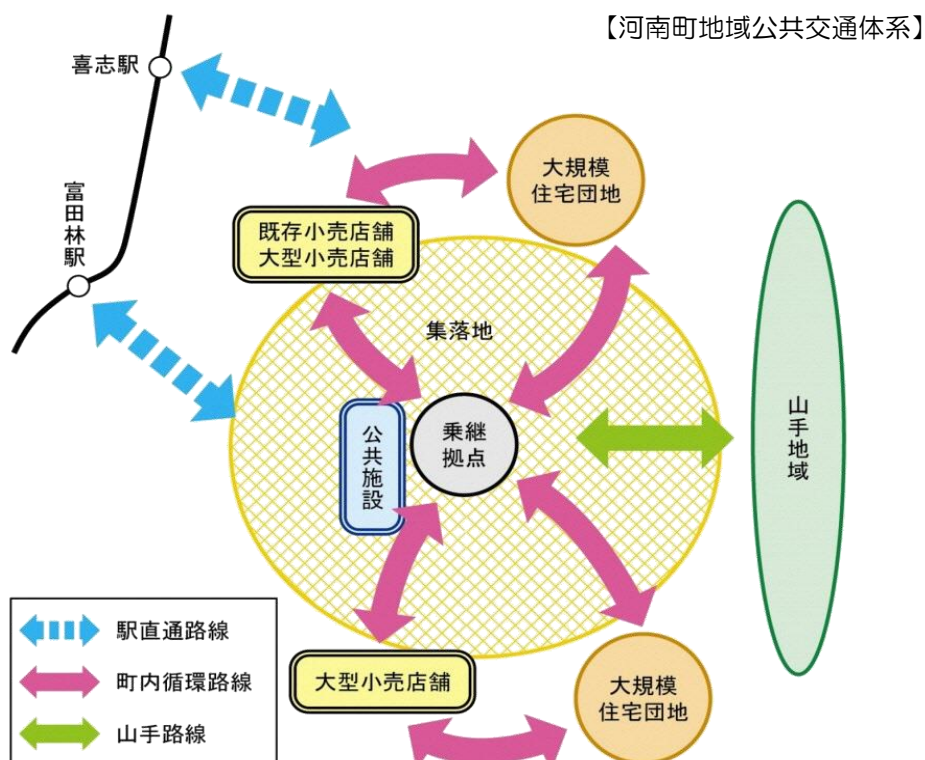 【河南町地域公共交通体系】
喜志駅
富田林駅
大規模
住宅団地
既存小売店舗
大型小売店舗
集落地
乗継
拠点
公共施設
山手地域
大型小売店舗
大規模
住宅団地
駅直通路線
町内循環路線
山手路線